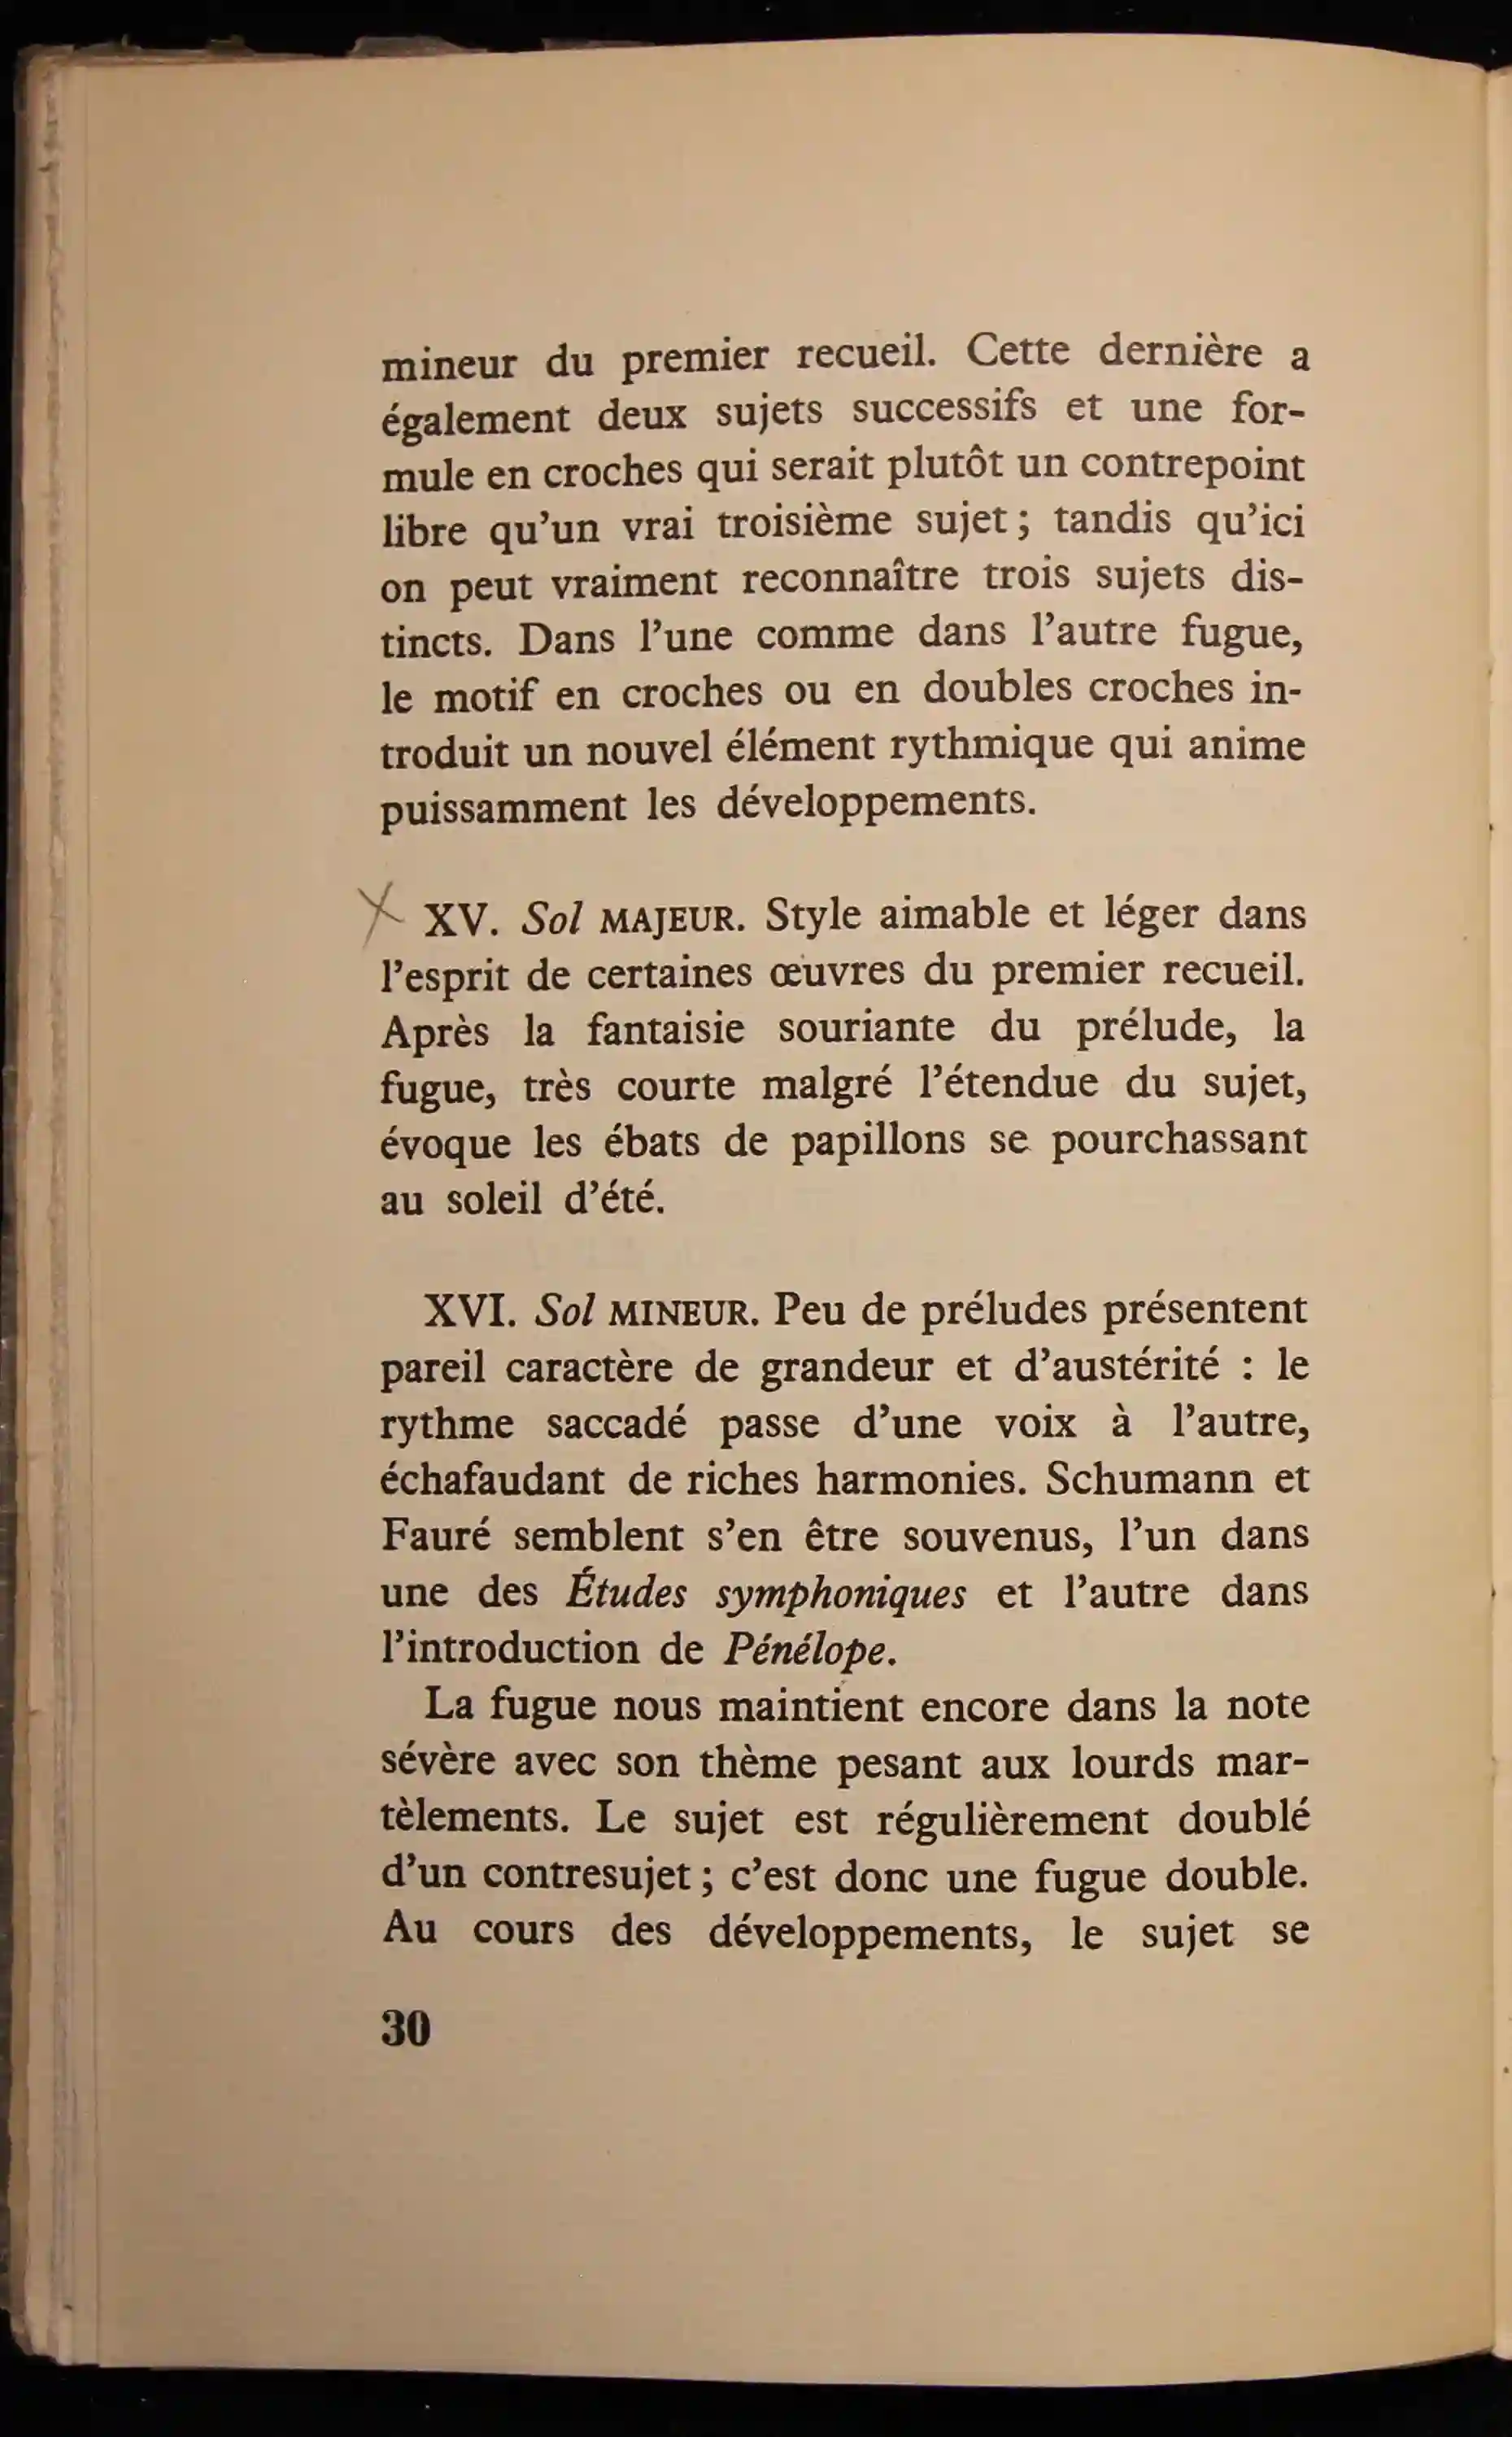 mineur du premier recueil. Cette dernière a
également deux sujets successifs et une for-
mule en croches qui serait plutôt un contrepoint
libre qu’un vrai troisième sujet ; tandis qu’ici
on peut vraiment reconnaître trois sujets dis-
tincts. Dans l’une comme dans l’autre fugue,
le motif en croches ou en doubles croches in-
troduit un nouvel élément rythmique qui anime
puissamment les développements.
XV. Sol MAJEUR. Style aimable et léger dans
l’esprit de certaines œuvres du premier recueil.
Après la fantaisie souriante du prélude, la
fugue, très courte malgré l’étendue du sujet,
évoque les ébats de papillons se pourchassant
au soleil d’été.
XVI. Sol MINEUR. Peu de préludes présentent
pareil caractère de grandeur et d’austérité : le
rythme saccadé passe d’une voix à l’autre,
échafaudant de riches harmonies. Schumann et
Fauré semblent s’en être souvenus, l’un dans
une des Études symphoniques et l’autre dans
l’introduction de Pénélope.
La fugue nous maintient encore dans la note
sévère avec son thème pesant aux lourds mar-
tèlements. Le sujet est régulièrement doublé
d’un contresujet ; c’est donc une fugue double.
Au cours des développements, le sujet se
30